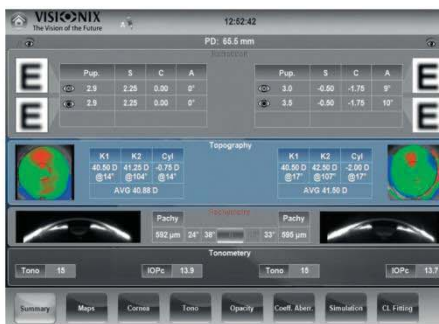 VISIONIX 12:52:42
The Vision of the Future
PD: 65.5 mm
E Pup. S C A Pup. S C A E
2.9 2.25 0.00 0° 3.0 -0.50 -1.75 9°
E 2.9 2.25 0.00 0° 3.5 -0.50 -1.75 10° E
Topography
K1 K2 Cyl K1 K2 Cyl
40.50 D 41.25 D -0.75 D 40.50 D 42.50 D -2.00 D
@14° @104° @14° @17° @107° @17°
AVG 40.88 D AVG 41.50 D
Pachy Pachymetry Pachy
592 µm 24° 38° 33° 595 µm
Tonometery
Tono 15 IOPc 13.9 Tono 15 IOPc 13.7
Summary Maps Cornea Tono Opacity Coeff. Aberr. Simulation CL Fitting